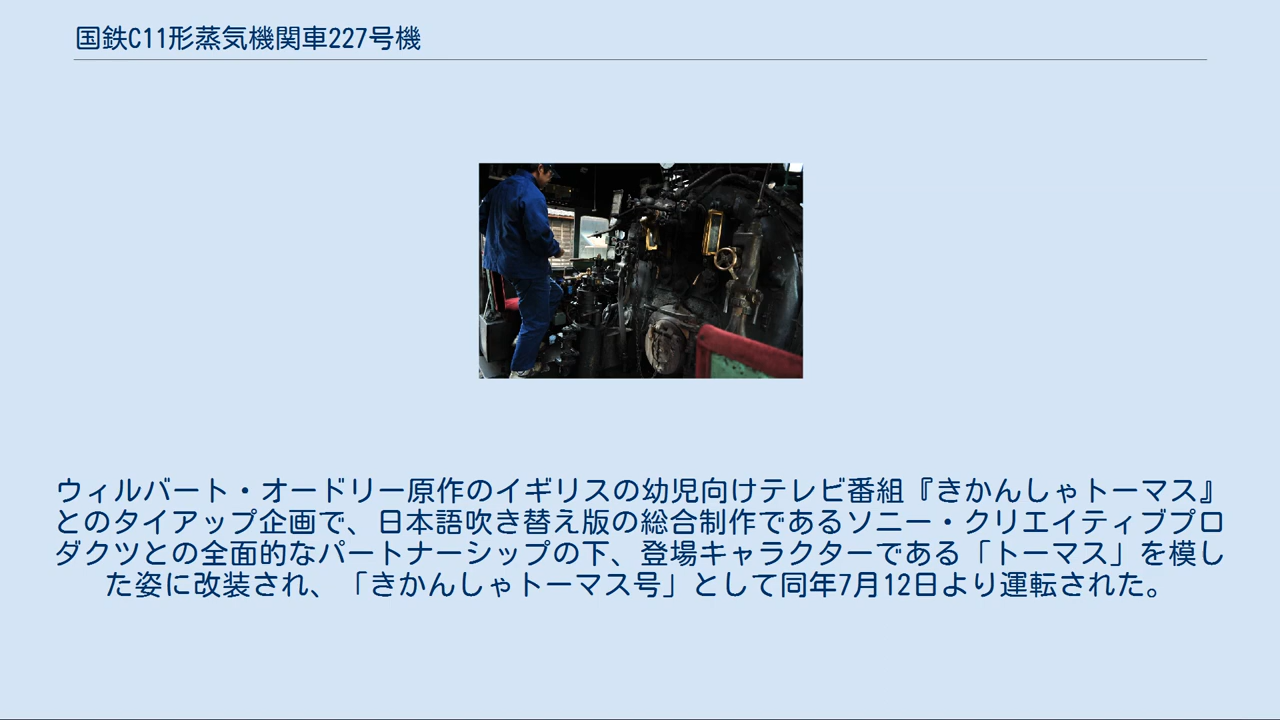 国鉄C11形蒸気機関車227号機
ウィルバート・オードリー原作のイギリスの幼児向けテレビ番組『きかんしゃトーマス』
とのタイアップ企画で、日本語吹き替え版の総合制作であるソニー・クリエイティブプロ
ダクツとの全面的なパートナーシップの下、登場キャラクターである「トーマス」を模し
た姿に改装され、「きかんしゃトーマス号」として同年7月12日より運転された。